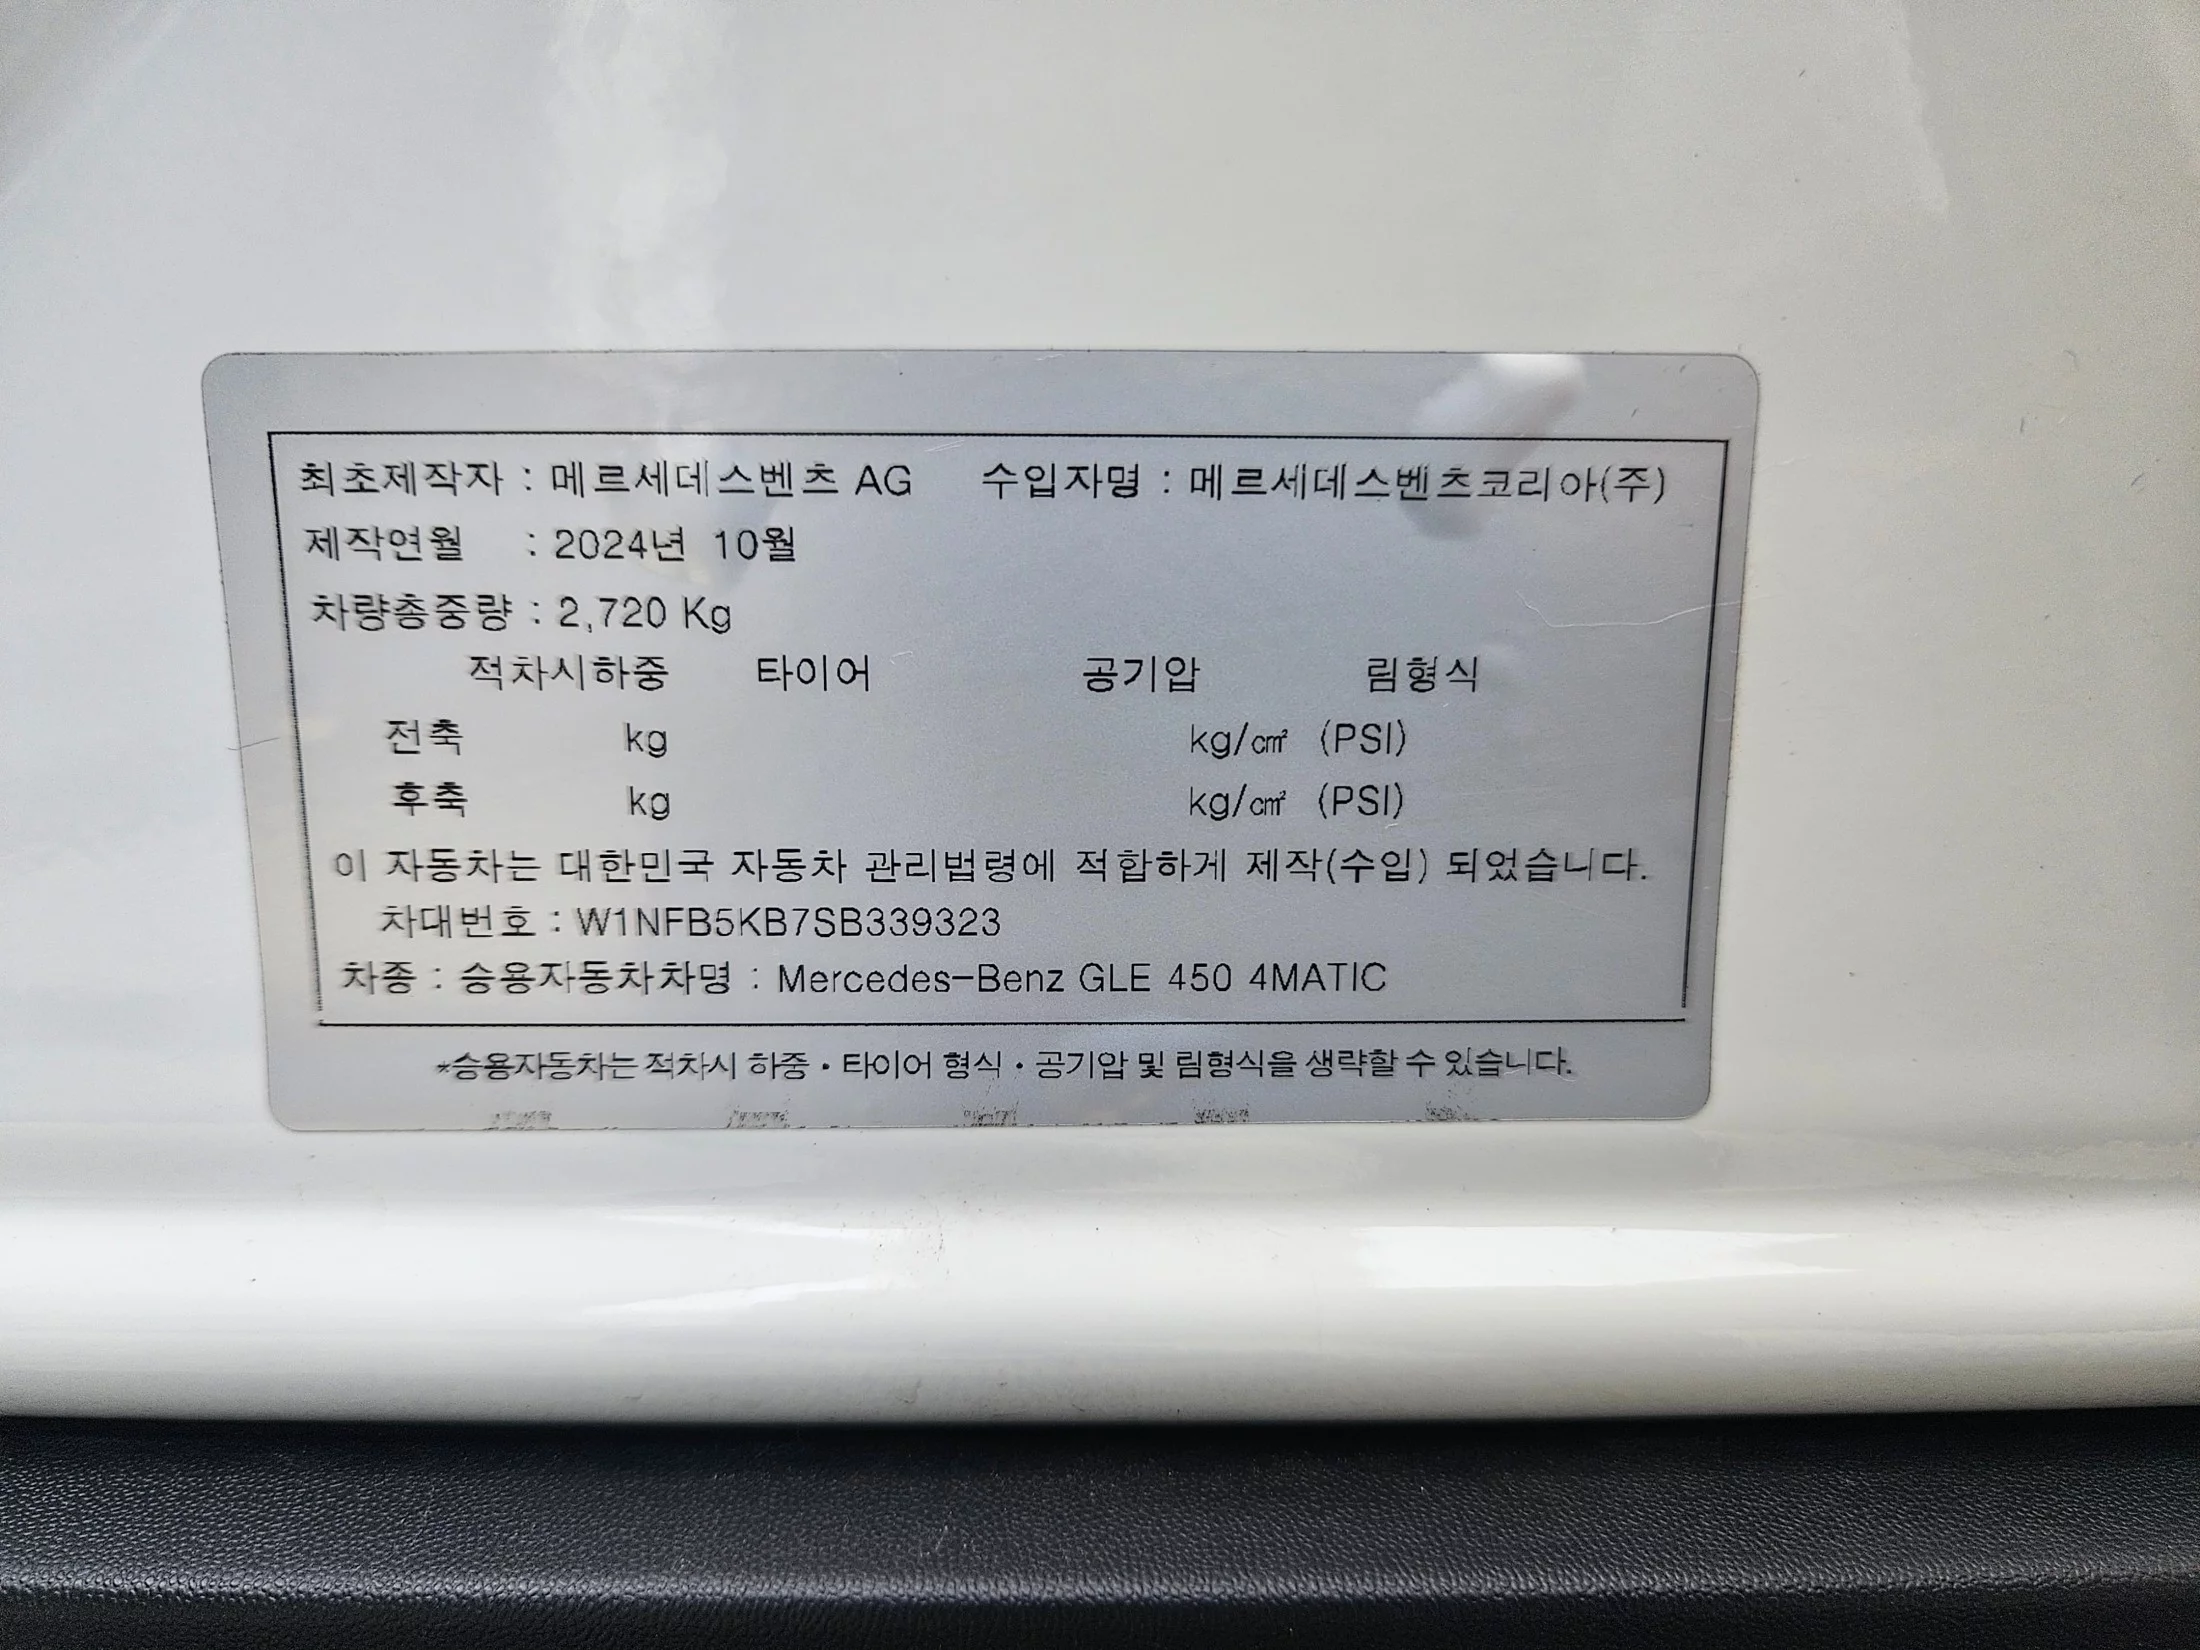 최초제작자 : 메르세데스벤츠 AG 수입자명 : 메르세데스벤츠코리아(주)
제작연월 : 2024년 10월
차량총중량 : 2,720 Kg
적차시하중 타이어 공기압 림형식
전축 kg kg/㎠ (PSI)
후축 kg kg/㎠ (PSI)
이 자동차는 대한민국 자동차 관리법령에 적합하게 제작(수입) 되었습니다.
차대번호 : W1NFB5KB7SB339323
차종 : 승용자동차차명 : Mercedes-Benz GLE 450 4MATIC
*승용자동차는 적차시 하중 · 타이어 형식 · 공기압 및 림형식을 생략할 수 있습니다.